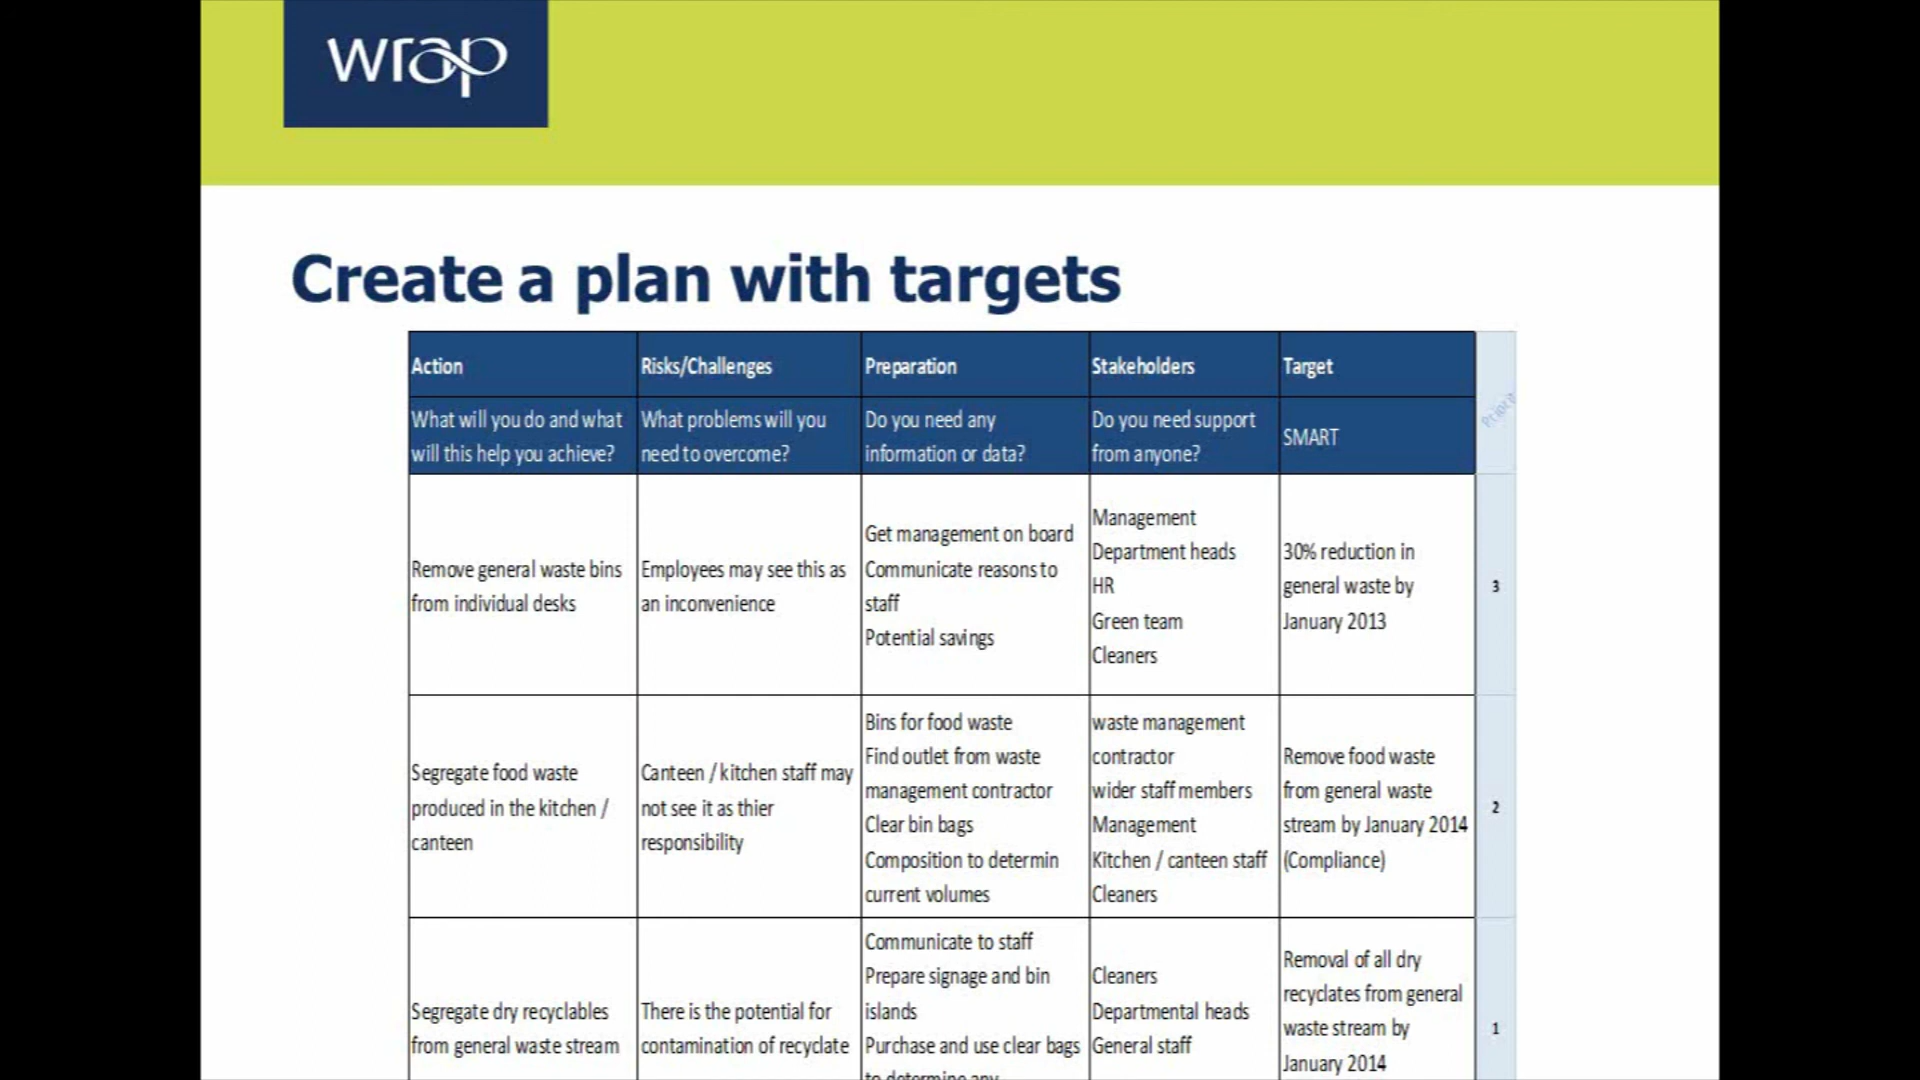 wrap
Create a plan with targets
Action
Risks/Challenges
Preparation
Stakeholders
Target
What will you do and what
will this help you achieve?
What problems will you
need to overcome?
Do you need any
information or data?
Do you need support
from anyone?
SMART
Remove general waste bins
from individual desks
Employees may see this as
an inconvenience
Get management on board
Communicate reasons to
staff
Potential savings
Management
Department heads
HR
Green team
Cleaners
30% reduction in
general waste by
January 2013
3
Segregate food waste
produced in the kitchen /
canteen
Canteen / kitchen staff may
not see it as thier
responsibility
Bins for food waste
Find outlet from waste
management contractor
Clear bin bags
Composition to determin
current volumes
waste management
contractor
wider staff members
Management
Kitchen / canteen staff
Cleaners
Remove food waste
from general waste
stream by January 2014
(Compliance)
2
Segregate dry recyclables
from general waste stream
There is the potential for
contamination of recyclate
Communicate to staff
Prepare signage and bin
islands
Purchase and use clear bags
to determine any
Cleaners
Departmental heads
General staff
Removal of all dry
recyclates from general
waste stream by
January 2014
1